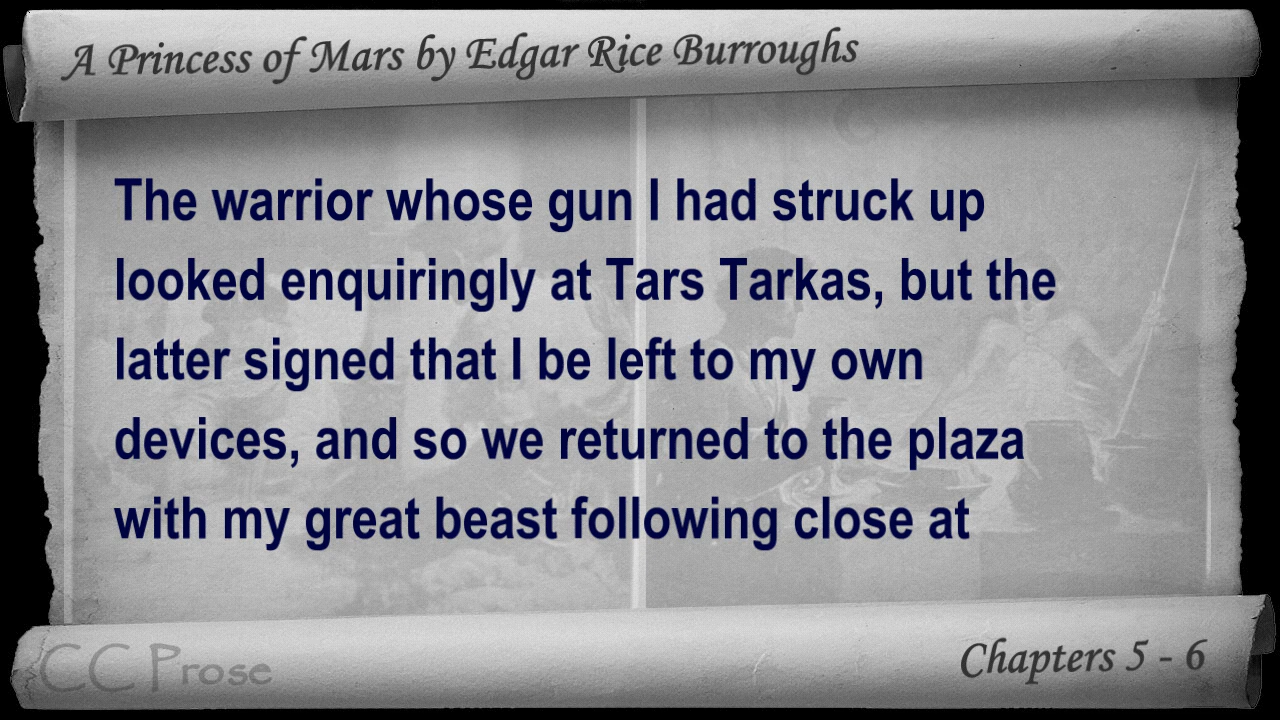 A Princess of Mars by Edgar Rice Burroughs
The warrior whose gun I had struck up
looked enquiringly at Tars Tarkas, but the
latter signed that I be left to my own
devices, and so we returned to the plaza
with my great beast following close at
CC Prose
Chapters 5 - 6